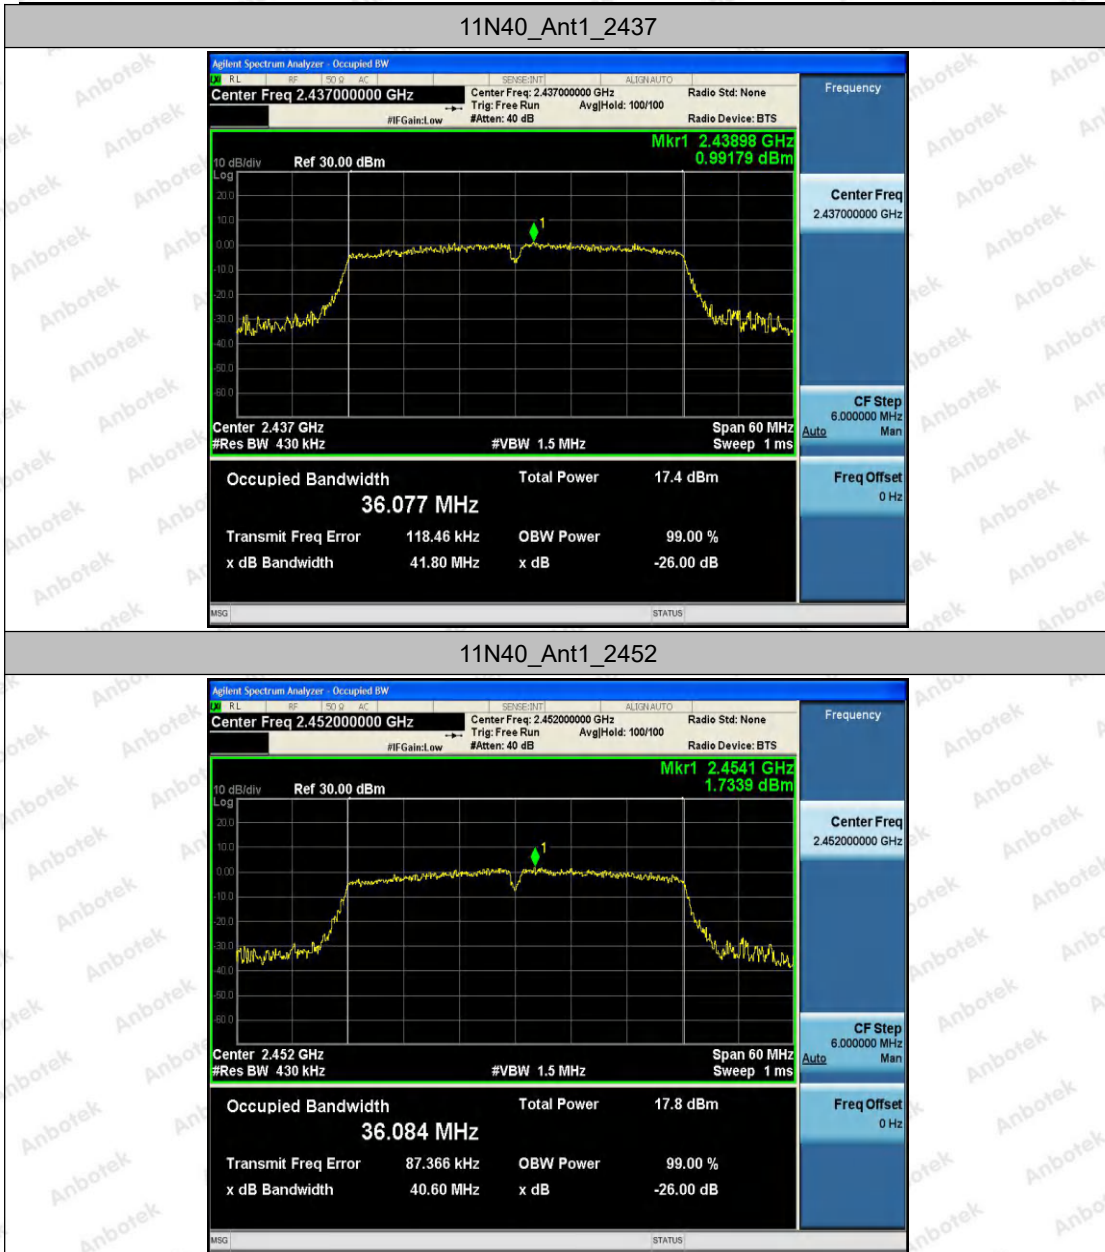 11N40_Ant1_2437
Agilent Spectrum Analyzer - Occupied BW
RL RF 50 Ω AC SENSE:INT ALIGN AUTO
Center Freq 2.437000000 GHz
Center Freq: 2.437000000 GHz Radio Std: None
Trig: Free Run Avg|Hold: 100/100
#IFGain:Low #Atten: 40 dB Radio Device: BTS
Frequency
Mkr1 2.43898 GHz
0.99179 dBm
10 dB/div Ref 30.00 dBm
Log
20.0
10.0
0.00
-10.0
-20.0
-30.0
-40.0
-50.0
-60.0
1
Center Freq
2.437000000 GHz
CF Step
6.000000 MHz
Auto Man
Center 2.437 GHz Span 60 MHz
#Res BW 430 kHz #VBW 1.5 MHz Sweep 1 ms
Freq Offset
0 Hz
Occupied Bandwidth Total Power 17.4 dBm
36.077 MHz
Transmit Freq Error 118.46 kHz OBW Power 99.00 %
x dB Bandwidth 41.80 MHz x dB -26.00 dB
MSG STATUS
11N40_Ant1_2452
Agilent Spectrum Analyzer - Occupied BW
RL RF 50 Ω AC SENSE:INT ALIGN AUTO
Center Freq 2.452000000 GHz
Center Freq: 2.452000000 GHz Radio Std: None
Trig: Free Run Avg|Hold: 100/100
#IFGain:Low #Atten: 40 dB Radio Device: BTS
Frequency
Mkr1 2.4541 GHz
1.7339 dBm
10 dB/div Ref 30.00 dBm
Log
20.0
10.0
0.00
-10.0
-20.0
-30.0
-40.0
-50.0
-60.0
1
Center Freq
2.452000000 GHz
CF Step
6.000000 MHz
Auto Man
Center 2.452 GHz Span 60 MHz
#Res BW 430 kHz #VBW 1.5 MHz Sweep 1 ms
Freq Offset
0 Hz
Occupied Bandwidth Total Power 17.8 dBm
36.084 MHz
Transmit Freq Error 87.366 kHz OBW Power 99.00 %
x dB Bandwidth 40.60 MHz x dB -26.00 dB
MSG STATUS
Anbotek